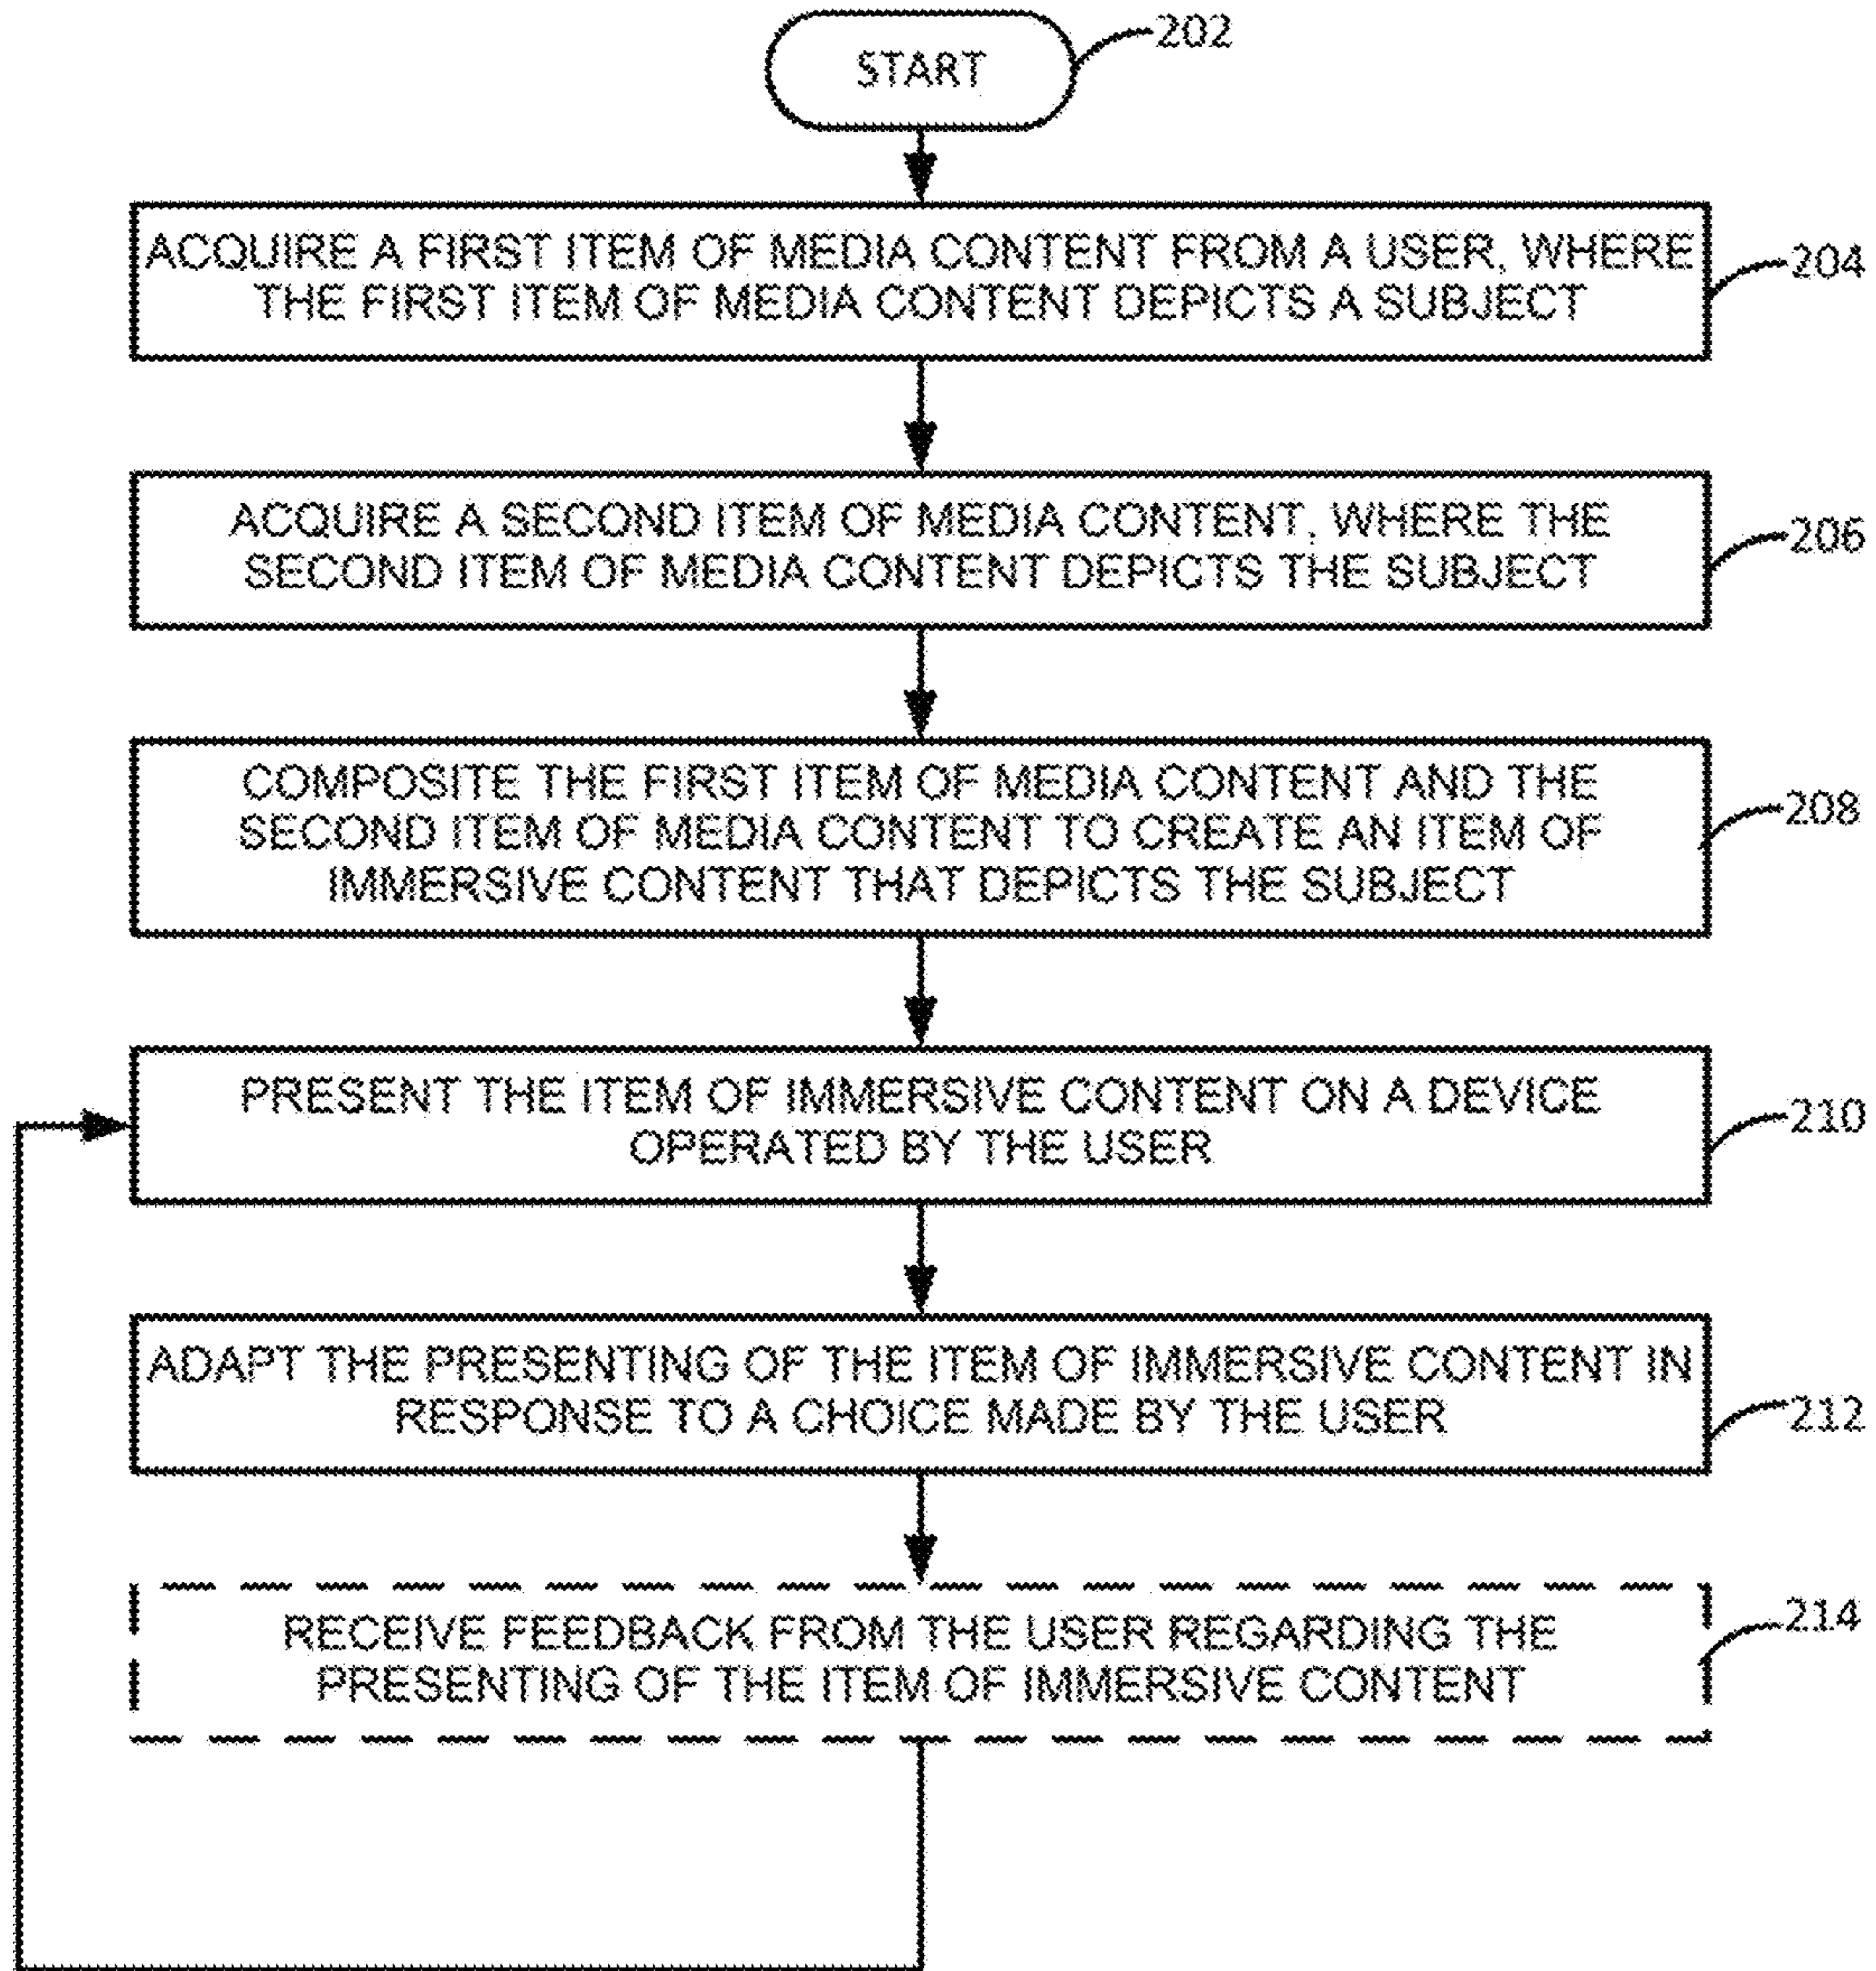 START
202
ACQUIRE A FIRST ITEM OF MEDIA CONTENT FROM A USER, WHERE
THE FIRST ITEM OF MEDIA CONTENT DEPICTS A SUBJECT
204
ACQUIRE A SECOND ITEM OF MEDIA CONTENT, WHERE THE
SECOND ITEM OF MEDIA CONTENT DEPICTS THE SUBJECT
206
COMPOSITE THE FIRST ITEM OF MEDIA CONTENT AND THE
SECOND ITEM OF MEDIA CONTENT TO CREATE AN ITEM OF
IMMERSIVE CONTENT THAT DEPICTS THE SUBJECT
208
PRESENT THE ITEM OF IMMERSIVE CONTENT ON A DEVICE
OPERATED BY THE USER
210
ADAPT THE PRESENTING OF THE ITEM OF IMMERSIVE CONTENT IN
RESPONSE TO A CHOICE MADE BY THE USER
212
RECEIVE FEEDBACK FROM THE USER REGARDING THE
PRESENTING OF THE ITEM OF IMMERSIVE CONTENT
214